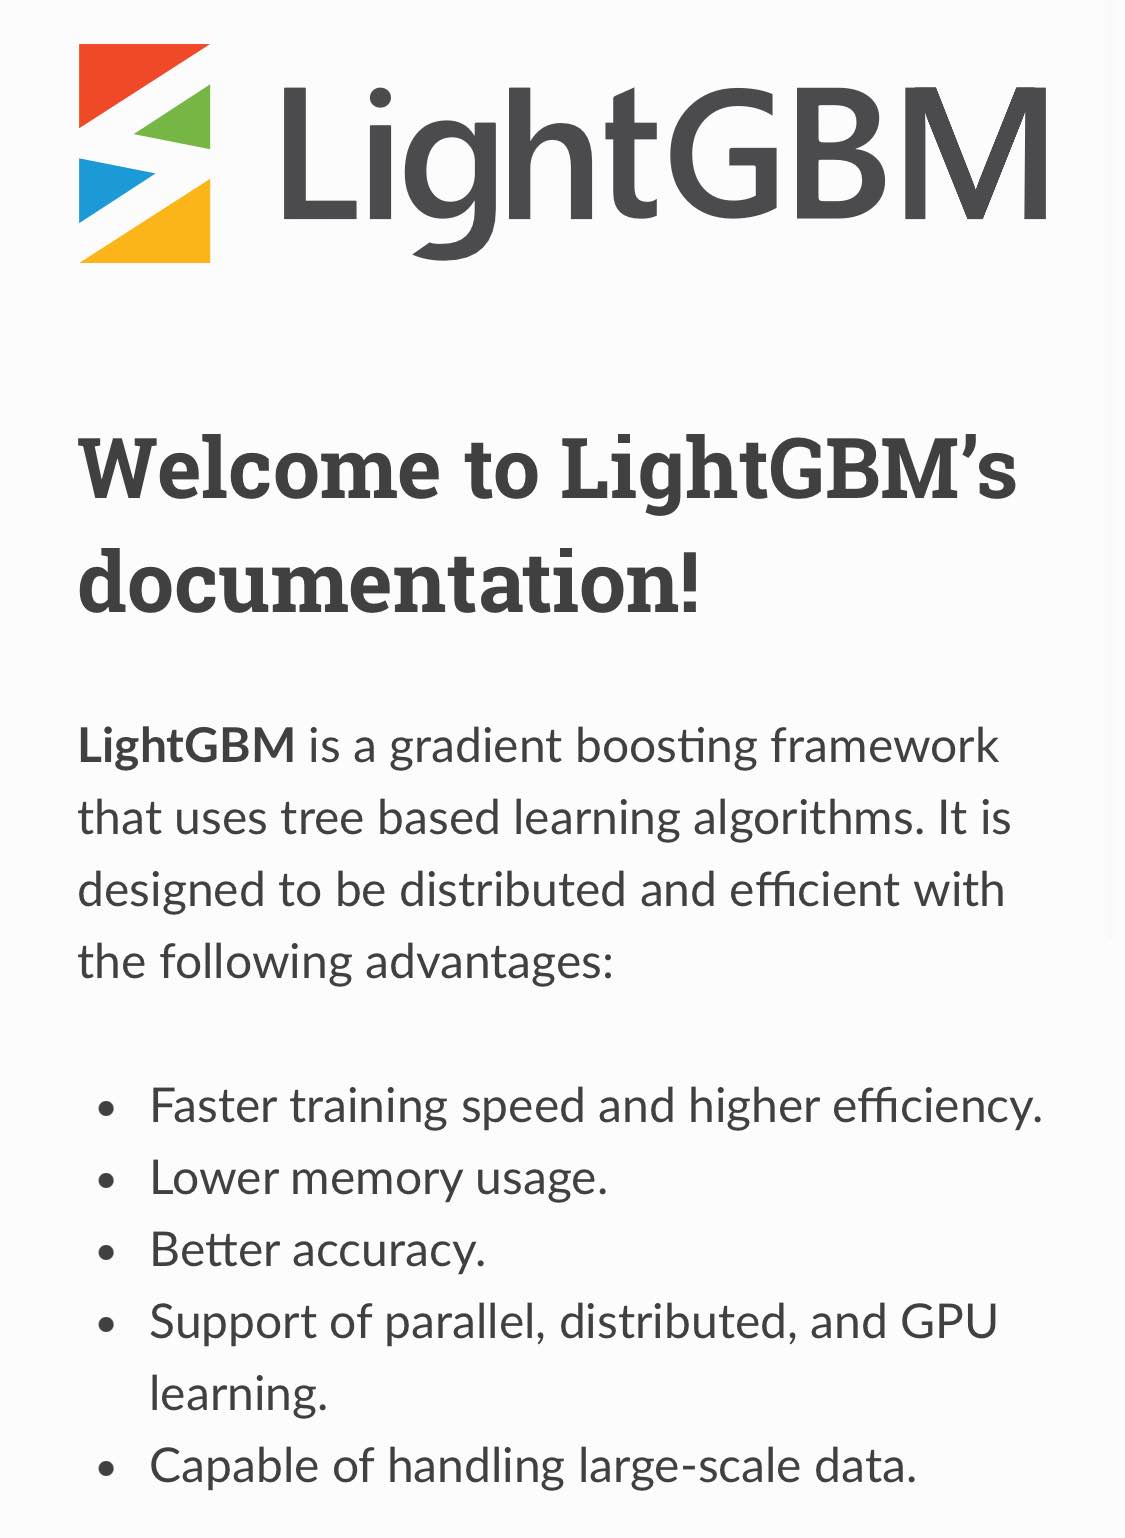 LightGBM
Welcome to LightGBM’s
documentation!
LightGBM is a gradient boosting framework
that uses tree based learning algorithms. It is
designed to be distributed and efficient with
the following advantages:
• Faster training speed and higher efficiency.
• Lower memory usage.
• Better accuracy.
• Support of parallel, distributed, and GPU
learning.
• Capable of handling large-scale data.